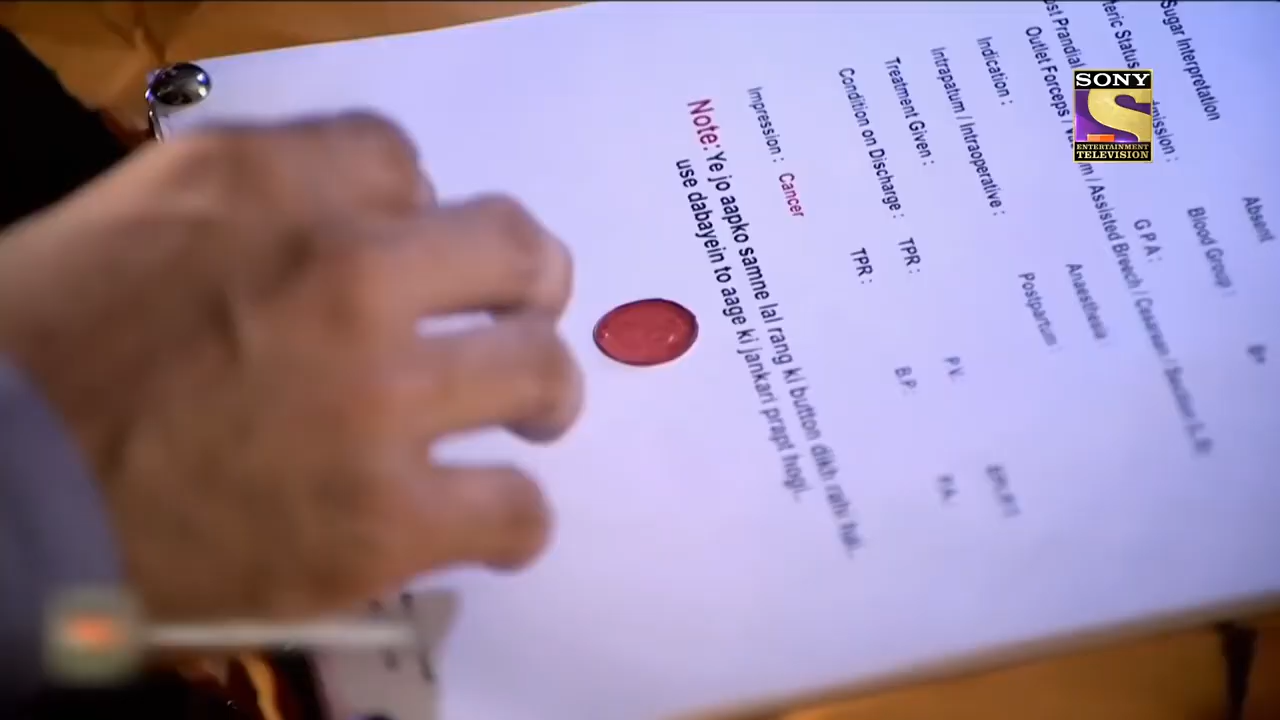 Sugar Interpretation
Absent
Blood Group :
B+
G P A :
Outlet Forceps / Assisted Breech / Cesarean / Section (L.S)
Indication :
Anaesthesia :
Intrapatum / Intraoperative :
Postpartum :
Treatment Given :
Condition on Discharge :
TPR :
P.V.
TPR :
B.P:
P.A.
Impression : Cancer
Note: Ye jo aapko samne lal rang ki button dikh rahi hai..
use dabayein to aage ki jankari prapt hogi..
SONY
S
ENTERTAINMENT
TELEVISION